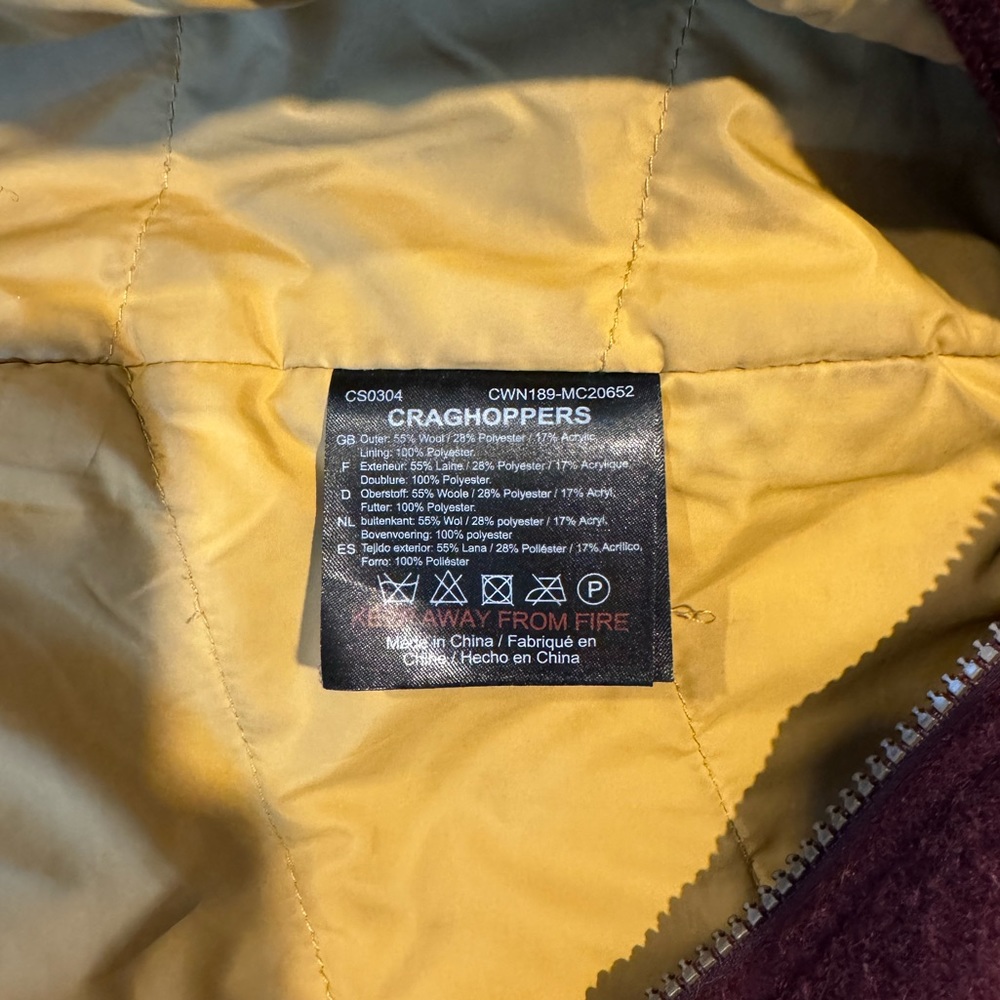 CS0304 CWN189-MC20652
CRAGHOPPERS
GB Outer: 55% Wool / 28% Polyester / 17% Acrylic,
Lining: 100% Polyester.
F Exterieur: 55% Laine / 28% Polyester / 17% Acrylique,
Doublure: 100% Polyester.
D Oberstoff: 55% Woole / 28% Polyester / 17% Acryl,
Futter: 100% Polyester.
NL buitenkant: 55% Wol / 28% polyester / 17% Acryl,
Bovenvoering: 100% polyester
ES Tejido exterior: 55% Lana / 28% Poliéster / 17% Acrílico,
Forro: 100% Poliéster
P
KEEP AWAY FROM FIRE
Made in China / Fabriqué en
Chine / Hecho en China